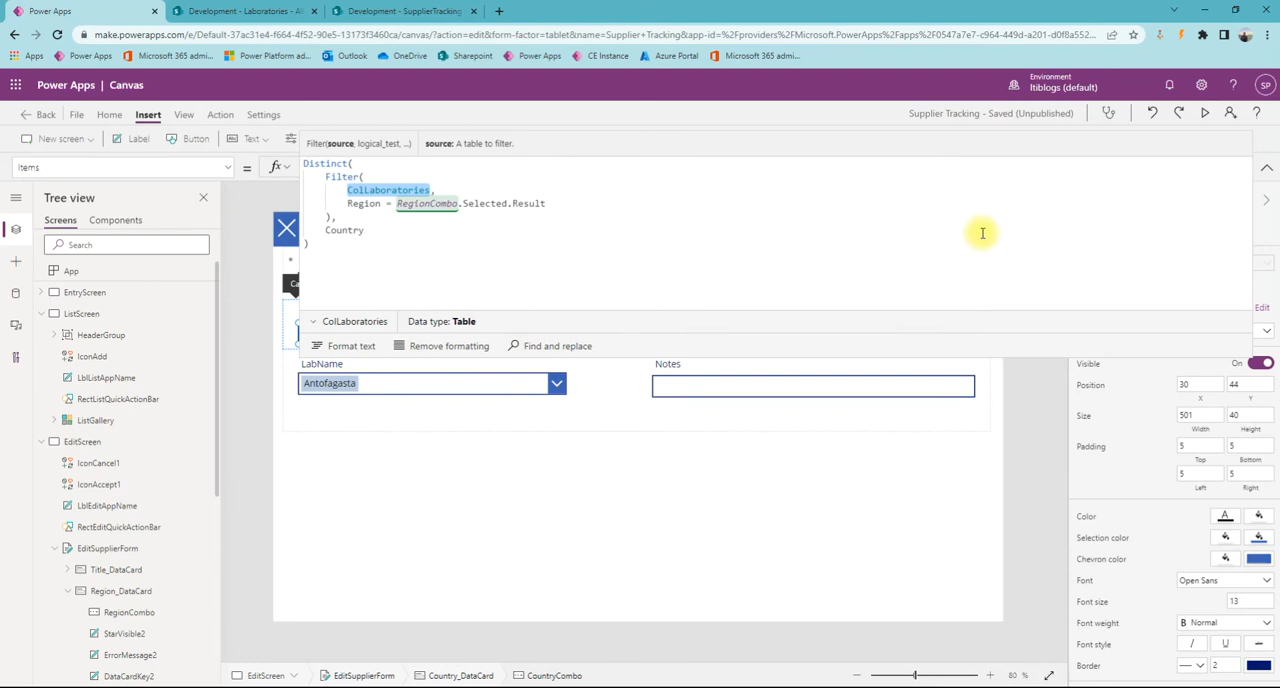 Power Apps
Development - Laboratories - Al
Development - SupplierTracking
make.powerapps.com/e/Default-37ac31e4-f664-4f52-90e5-13173f3460ca/canvas/?action=edit&form-factor=tablet&name=Supplier+Tracking&app-id=%2Fproviders%2FMicrosoft.PowerApps%2Fapps%2F0547a7e7-c964-449d-a201-d0f8a552...
Apps
Power Apps
Microsoft 365 admi...
Power Platform ad...
Outlook
OneDrive
Sharepoint
Power Apps
CE Instance
Azure Portal
Microsoft 365 admi...
Power Apps | Canvas
Environment
ltiblogs (default)
SP
Back
File
Home
Insert
View
Action
Settings
Supplier Tracking - Saved (Unpublished)
New screen
Label
Button
Text
Filter(source, logical_test, ...)
source: A table to filter.
Items
=
fx
Distinct(
Filter(
ColLaboratories,
Region = RegionCombo.Selected.Result
),
Country
)
ColLaboratories
Data type: Table
Format text
Remove formatting
Find and replace
Tree view
Screens
Components
Search
App
EntryScreen
ListScreen
HeaderGroup
IconAdd
LblListAppName
RectListQuickActionBar
ListGallery
EditScreen
IconCancel1
IconAccept1
LblEditAppName
RectEditQuickActionBar
EditSupplierForm
Title_DataCard
Region_DataCard
RegionCombo
StarVisible2
ErrorMessage2
DataCardKey2
*
Ca
LabName
Antofagasta
Notes
Edit
Visible
On
Position
30
44
X
Y
Size
501
40
Width
Height
Padding
5
5
Top
Bottom
5
5
Left
Right
Color
A
Selection color
Chevron color
Font
Open Sans
Font size
13
Font weight
B Normal
Font style
/
U
Border
2
EditScreen
EditSupplierForm
Country_DataCard
CountryCombo
80 %